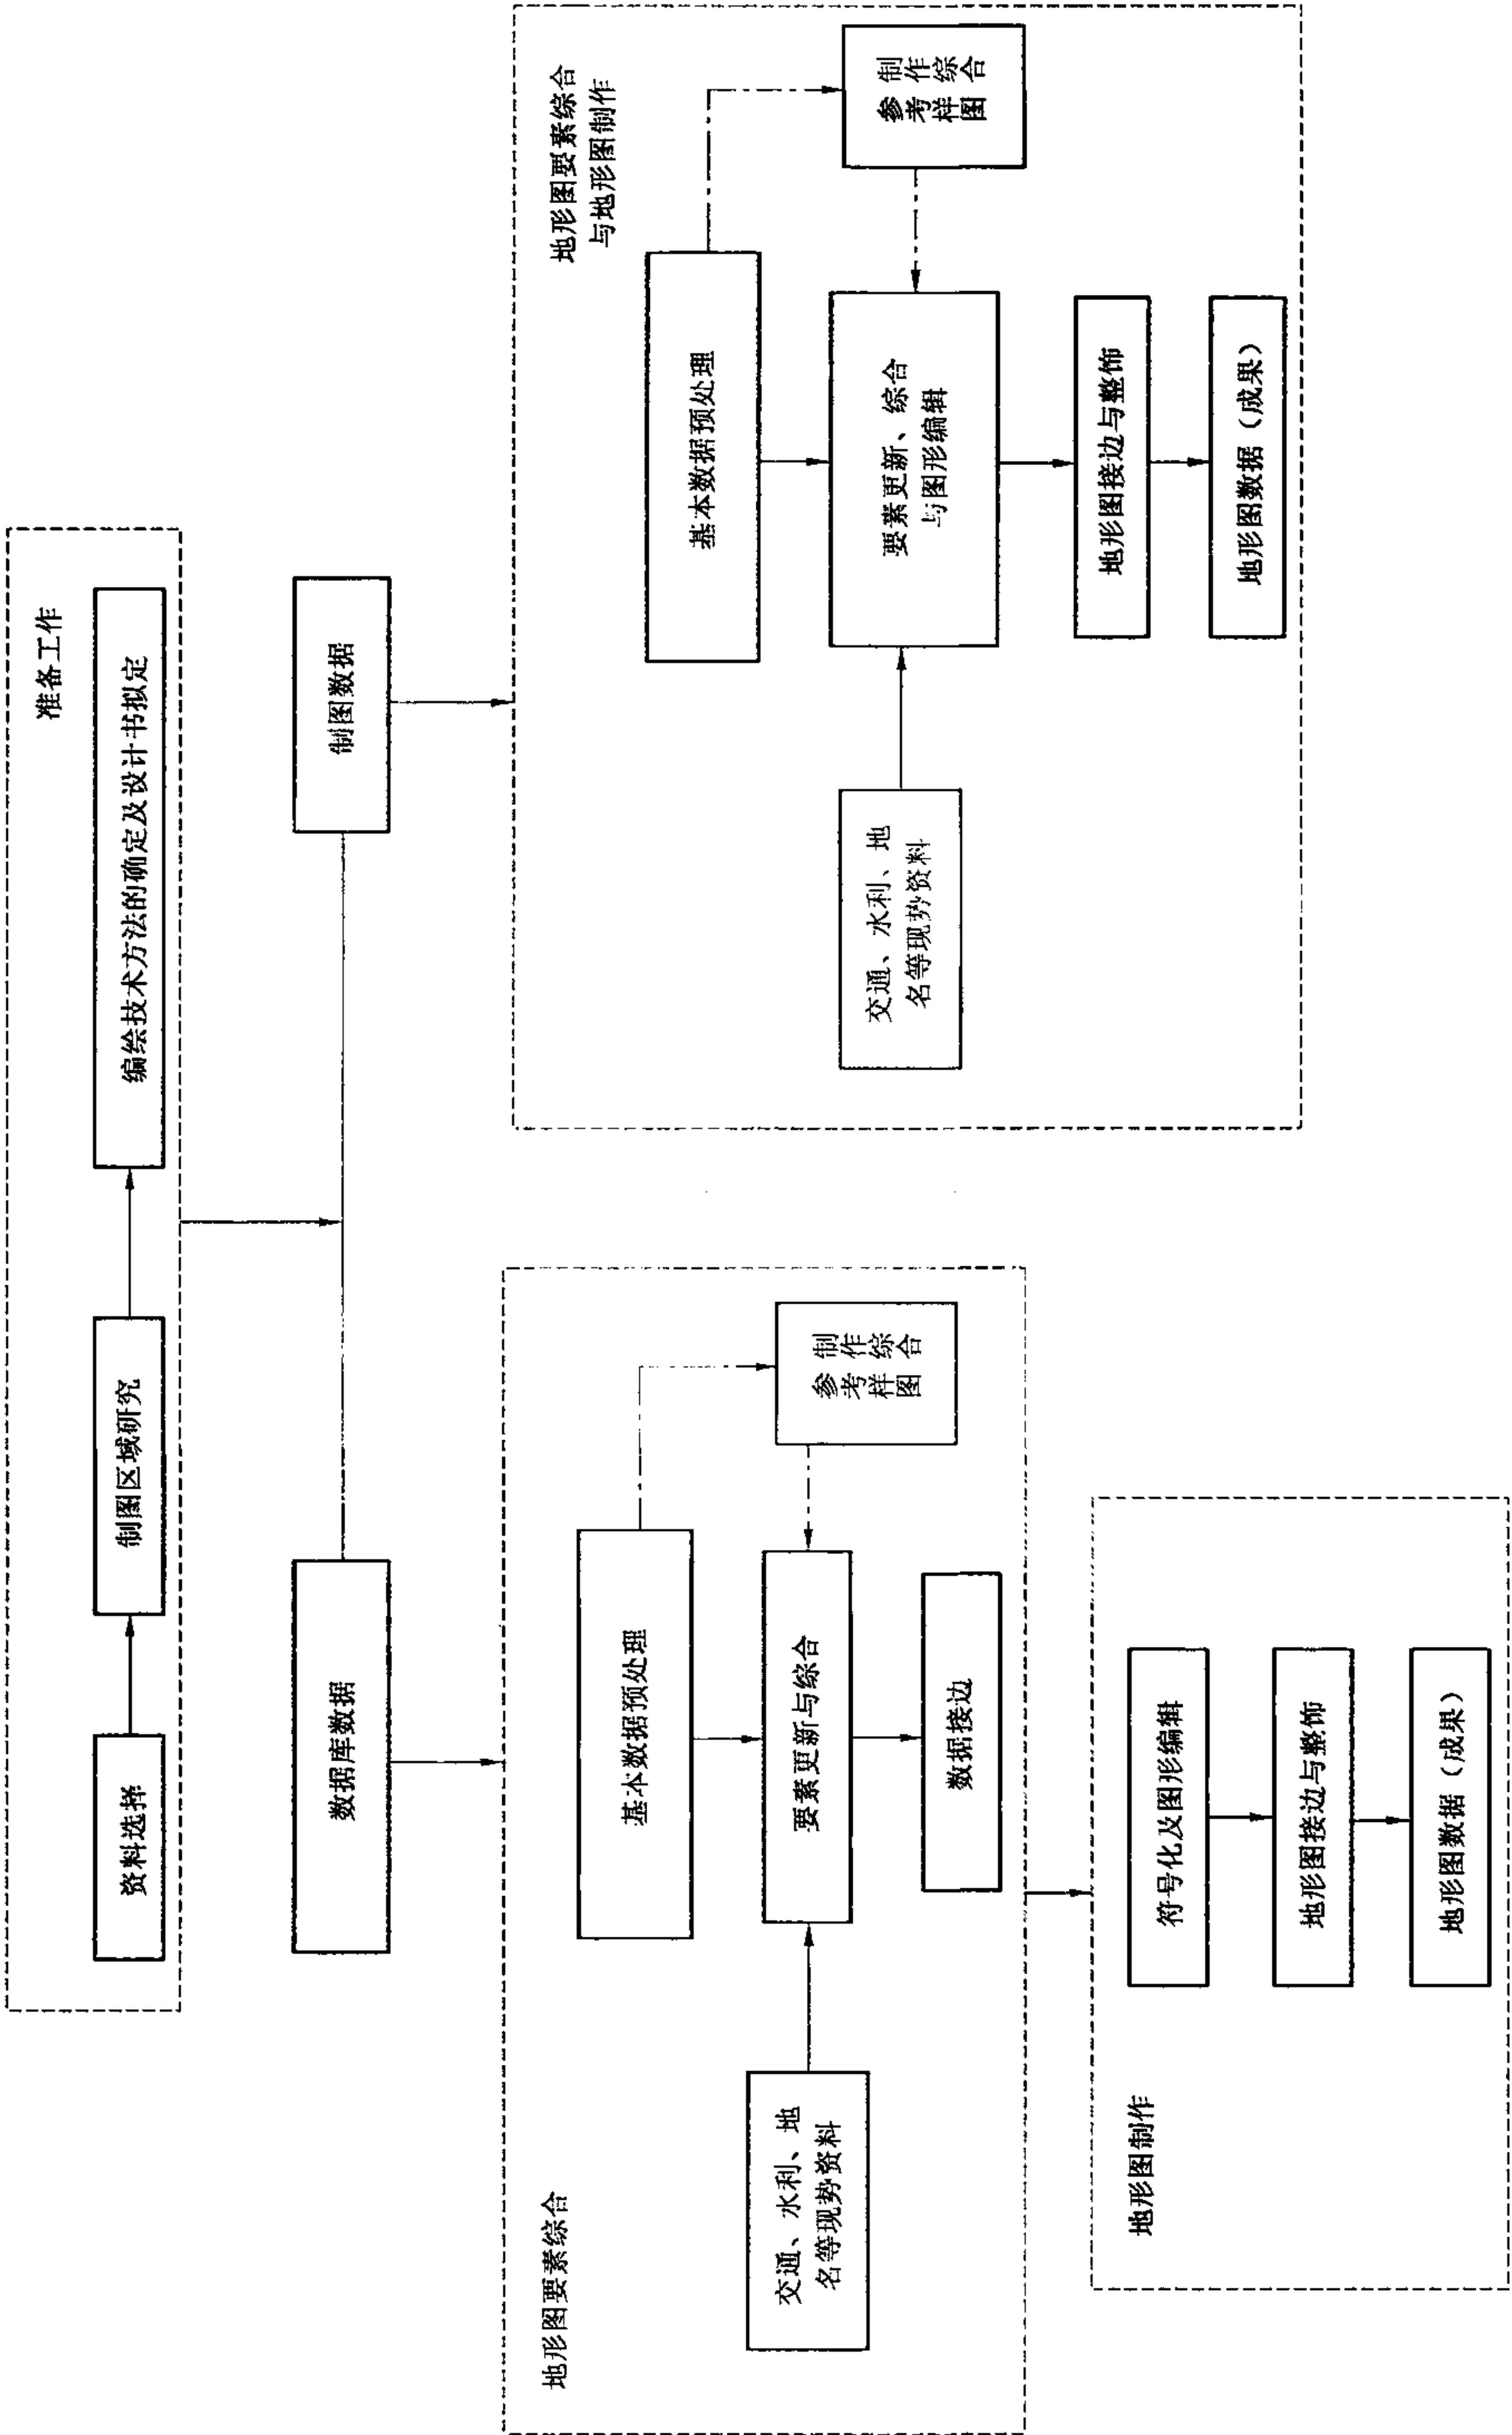 准备工作
资料选择
制图区域研究
编绘技术方法的确定及设计书拟定
数据库数据
制图数据
地形图要素综合
基本数据预处理
制作综合
参考样图
交通、水利、地
名等现势资料
要素更新与综合
数据接边
地形图制作
符号化及图形编辑
地形图接边与整饰
地形图数据（成果）
地形图要素综合
与地形图制作
基本数据预处理
制作综合
参考样图
交通、水利、地
名等现势资料
要素更新、综合
与图形编辑
地形图接边与整饰
地形图数据（成果）